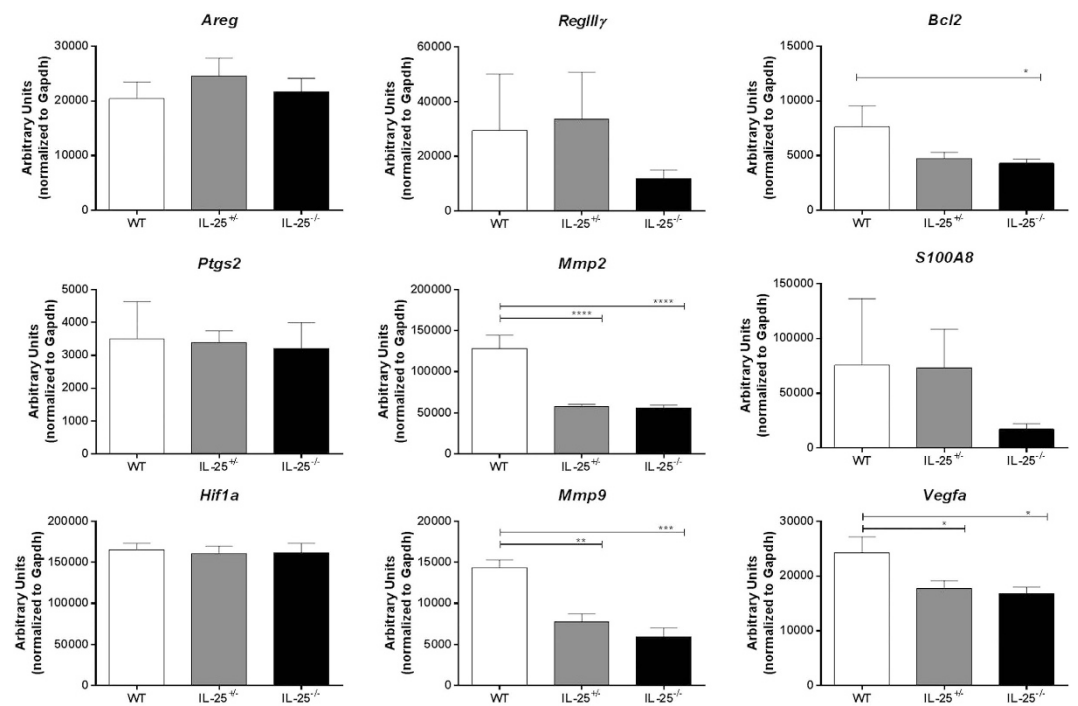 Areg
Arbitrary Units
(normalized to Gapdh)
30000
20000
10000
0
WT
IL-25+/-
IL-25-/-
RegIIIγ
Arbitrary Units
(normalized to Gapdh)
60000
40000
20000
0
WT
IL-25+/-
IL-25-/-
Bcl2
Arbitrary Units
(normalized to Gapdh)
15000
10000
5000
0
*
WT
IL-25+/-
IL-25-/-
Ptgs2
Arbitrary Units
(normalized to Gapdh)
5000
4000
3000
2000
1000
0
WT
IL-25+/-
IL-25-/-
Mmp2
Arbitrary Units
(normalized to Gapdh)
200000
150000
100000
50000
0
****
****
WT
IL-25+/-
IL-25-/-
S100A8
Arbitrary Units
(normalized to Gapdh)
150000
100000
50000
0
WT
IL-25+/-
IL-25-/-
Hif1a
Arbitrary Units
(normalized to Gapdh)
200000
150000
100000
50000
0
WT
IL-25+/-
IL-25-/-
Mmp9
Arbitrary Units
(normalized to Gapdh)
20000
15000
10000
5000
0
***
**
WT
IL-25+/-
IL-25-/-
Vegfa
Arbitrary Units
(normalized to Gapdh)
30000
20000
10000
0
*
*
WT
IL-25+/-
IL-25-/-